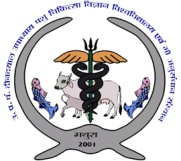 उ. प्र. पं. दीनदयाल उपाध्याय पशु चिकित्सा विज्ञान विश्वविद्यालय एवं गो अनुसंधान संस्थान
मथुरा
2001